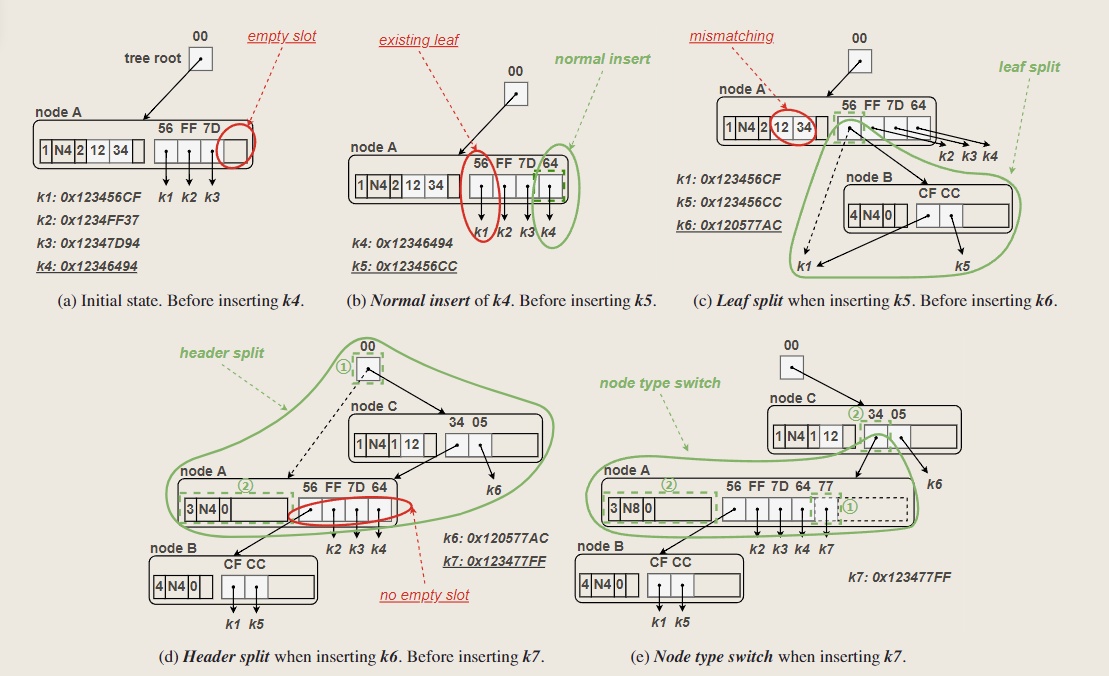 00
empty slot
tree root
node A
56 FF 7D
1 N4 2 12 34
k1 k2 k3
k1: 0x123456CF
k2: 0x1234FF37
k3: 0x12347D94
k4: 0x12346494
(a) Initial state. Before inserting k4.
existing leaf
normal insert
00
node A
56 FF 7D 64
1 N4 2 12 34
k1 k2 k3 k4
k4: 0x12346494
k5: 0x123456CC
(b) Normal insert of k4. Before inserting k5.
mismatching
00
leaf split
node A
56 FF 7D 64
1 N4 2 12 34
k2 k3 k4
k1: 0x123456CF
k5: 0x123456CC
k6: 0x120577AC
node B
CF CC
4 N4 0
k1 k5
(c) Leaf split when inserting k5. Before inserting k6.
header split
00
①
node C
34 05
1 N4 1 12
k6
node A
②
56 FF 7D 64
3 N4 0
k2 k3 k4
node B
CF CC
4 N4 0
k1 k5
k6: 0x120577AC
k7: 0x123477FF
no empty slot
(d) Header split when inserting k6. Before inserting k7.
00
node type switch
node C
② 34 05
1 N4 1 12
k6
node A
②
56 FF 7D 64 77
3 N8 0
①
k2 k3 k4 k7
node B
CF CC
4 N4 0
k1 k5
k7: 0x123477FF
(e) Node type switch when inserting k7.